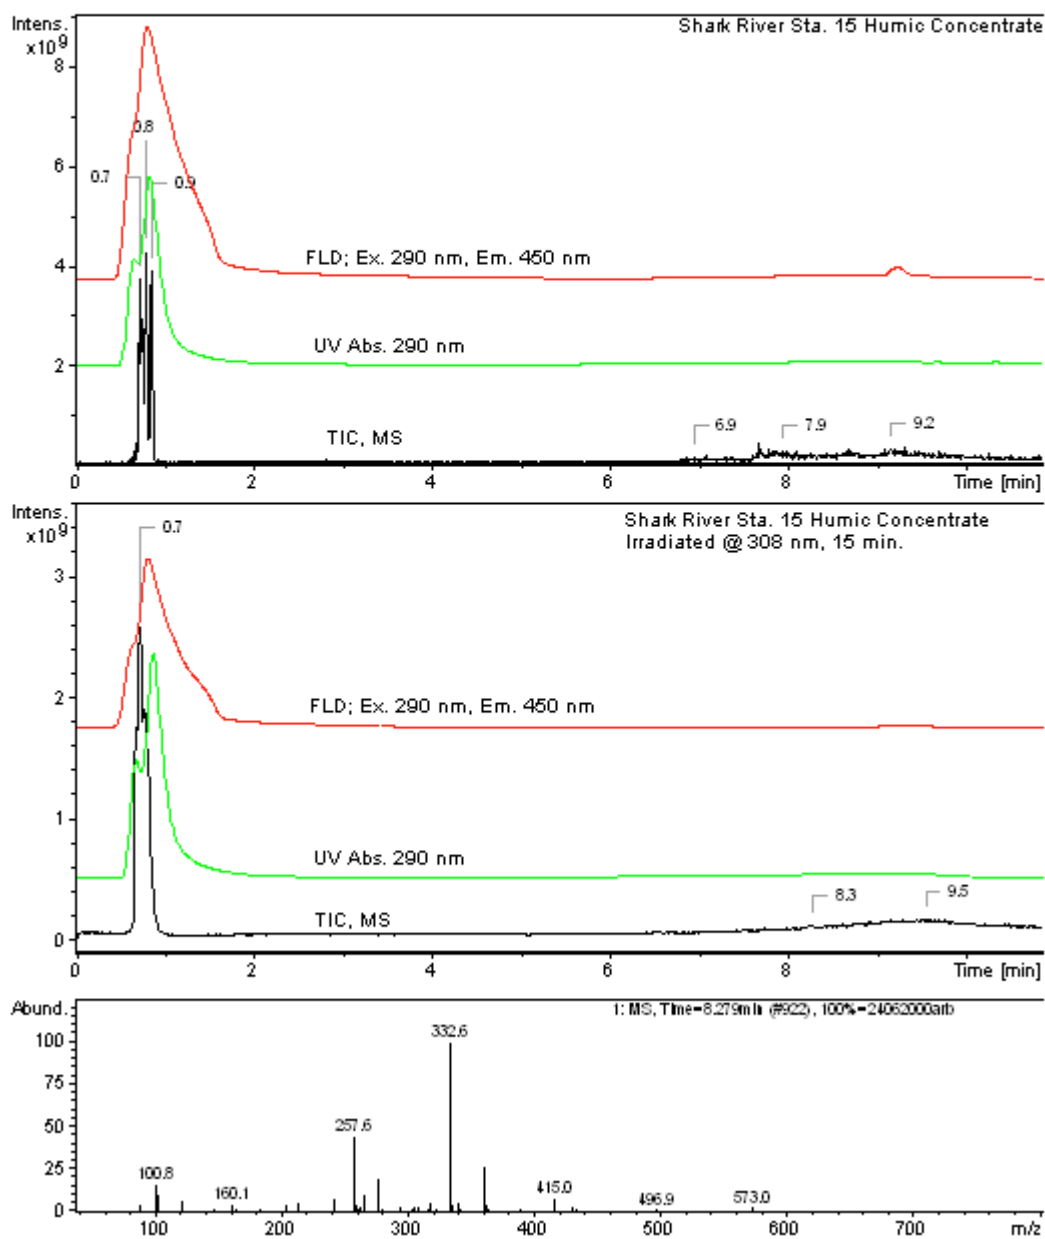 Intens.
x10⁹
Shark River Sta. 15 Humic Concentrate
8
0.8
6
0.7
0.9
FLD; Ex. 290 nm, Em. 450 nm
4
UV Abs. 290 nm
2
TIC, MS
6.9
7.9
9.2
0
2
4
6
8
Time [min]
Intens.
x10⁹
0.7
Shark River Sta. 15 Humic Concentrate
Irradiated @ 308 nm, 15 min.
3
2
FLD; Ex. 290 nm, Em. 450 nm
1
UV Abs. 290 nm
8.3
9.5
TIC, MS
0
0
2
4
6
8
Time [min]
Abund.
1: MS, Time=8.279min (#922), 100%=24062000arb
100
332.6
75
50
257.6
25
100.8
160.1
415.0
496.9
573.0
0
100
200
300
400
500
600
700
m/z